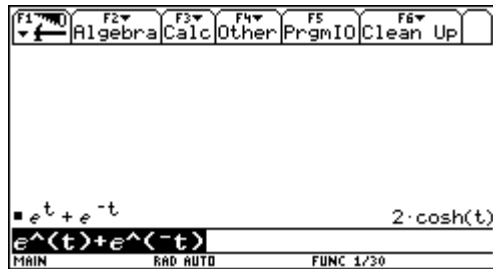 F1 F2 Algebra F3 Calc F4 Other F5 PrgmIO F6 Clean Up
e^t + e^-t 2·cosh(t)
e^(t)+e^(-t)
MAIN RAD AUTO FUNC 1/30